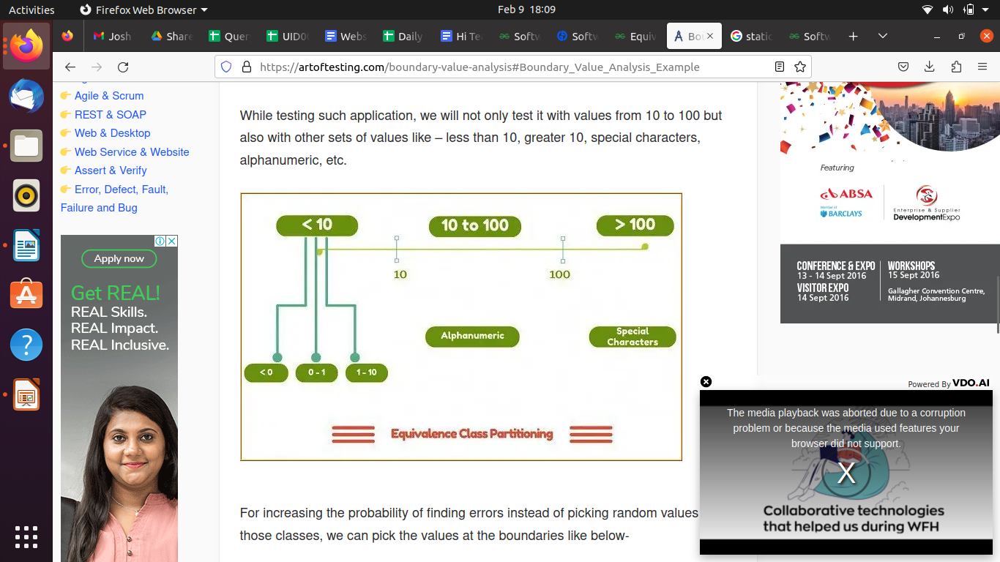 Activities
Firefox Web Browser
Feb 9 18:09
Josh
Share
Quer
UID0
Webs
Daily
Hi Te
Softw
Softw
Equiv
Bou
static
Softw
https://artoftesting.com/boundary-value-analysis#Boundary_Value_Analysis_Example
Agile & Scrum
REST & SOAP
Web & Desktop
Web Service & Website
Assert & Verify
Error, Defect, Fault,
Failure and Bug
Apply now
Get REAL!
REAL Skills.
REAL Impact.
REAL Inclusive.
While testing such application, we will not only test it with values from 10 to 100 but
also with other sets of values like – less than 10, greater 10, special characters,
alphanumeric, etc.
< 10
10 to 100
> 100
10
100
Alphanumeric
Special
Characters
< 0
0 - 1
1 - 10
Equivalence Class Partitioning
For increasing the probability of finding errors instead of picking random values
those classes, we can pick the values at the boundaries like below-
Featuring
ABSA
Member of
BARCLAYS
Enterprise & Supplier
DevelopmentExpo
CONFERENCE & EXPO
13 - 14 Sept 2016
VISITOR EXPO
14 Sept 2016
WORKSHOPS
15 Sept 2016
Gallagher Convention Centre,
Midrand, Johannesburg
Powered By VDO.AI
The media playback was aborted due to a corruption
problem or because the media used features your
browser did not support.
X
Collaborative technologies
that helped us during WFH